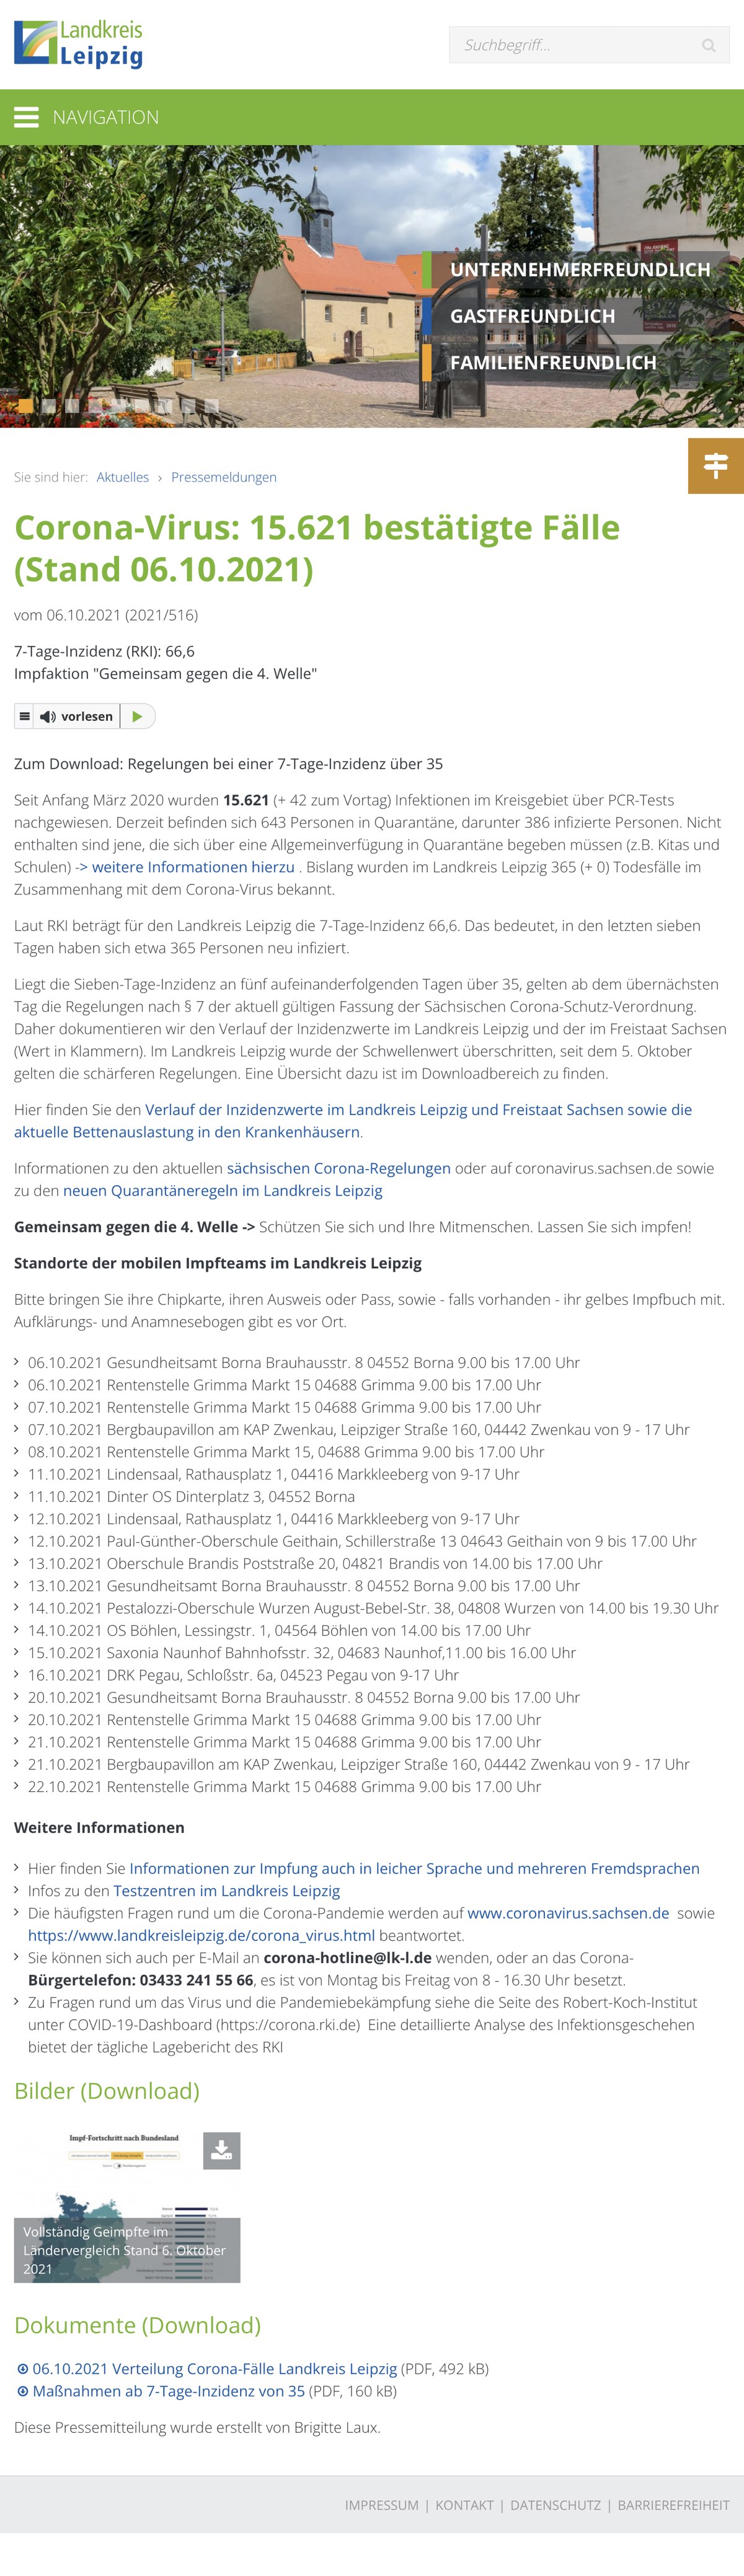 Landkreis
Leipzig
Suchbegriff...
NAVIGATION
UNTERNEHMERFREUNDLICH
GASTFREUNDLICH
FAMILIENFREUNDLICH
Sie sind hier: Aktuelles › Pressemeldungen
Corona-Virus: 15.621 bestätigte Fälle
(Stand 06.10.2021)
vom 06.10.2021 (2021/516)
7-Tage-Inzidenz (RKI): 66,6
Impfaktion "Gemeinsam gegen die 4. Welle"
vorlesen
Zum Download: Regelungen bei einer 7-Tage-Inzidenz über 35
Seit Anfang März 2020 wurden 15.621 (+ 42 zum Vortag) Infektionen im Kreisgebiet über PCR-Tests
nachgewiesen. Derzeit befinden sich 643 Personen in Quarantäne, darunter 386 infizierte Personen. Nicht
enthalten sind jene, die sich über eine Allgemeinverfügung in Quarantäne begeben müssen (z.B. Kitas und
Schulen) -> weitere Informationen hierzu . Bislang wurden im Landkreis Leipzig 365 (+ 0) Todesfälle im
Zusammenhang mit dem Corona-Virus bekannt.
Laut RKI beträgt für den Landkreis Leipzig die 7-Tage-Inzidenz 66,6. Das bedeutet, in den letzten sieben
Tagen haben sich etwa 365 Personen neu infiziert.
Liegt die Sieben-Tage-Inzidenz an fünf aufeinanderfolgenden Tagen über 35, gelten ab dem übernächsten
Tag die Regelungen nach § 7 der aktuell gültigen Fassung der Sächsischen Corona-Schutz-Verordnung.
Daher dokumentieren wir den Verlauf der Inzidenzwerte im Landkreis Leipzig und der im Freistaat Sachsen
(Wert in Klammern). Im Landkreis Leipzig wurde der Schwellenwert überschritten, seit dem 5. Oktober
gelten die schärferen Regelungen. Eine Übersicht dazu ist im Downloadbereich zu finden.
Hier finden Sie den Verlauf der Inzidenzwerte im Landkreis Leipzig und Freistaat Sachsen sowie die
aktuelle Bettenauslastung in den Krankenhäusern.
Informationen zu den aktuellen sächsischen Corona-Regelungen oder auf coronavirus.sachsen.de sowie
zu den neuen Quarantäneregeln im Landkreis Leipzig
Gemeinsam gegen die 4. Welle -> Schützen Sie sich und Ihre Mitmenschen. Lassen Sie sich impfen!
Standorte der mobilen Impfteams im Landkreis Leipzig
Bitte bringen Sie ihre Chipkarte, ihren Ausweis oder Pass, sowie - falls vorhanden - ihr gelbes Impfbuch mit.
Aufklärungs- und Anamnesebogen gibt es vor Ort.
06.10.2021 Gesundheitsamt Borna Brauhausstr. 8 04552 Borna 9.00 bis 17.00 Uhr
06.10.2021 Rentenstelle Grimma Markt 15 04688 Grimma 9.00 bis 17.00 Uhr
07.10.2021 Rentenstelle Grimma Markt 15 04688 Grimma 9.00 bis 17.00 Uhr
07.10.2021 Bergbaupavillon am KAP Zwenkau, Leipziger Straße 160, 04442 Zwenkau von 9 - 17 Uhr
08.10.2021 Rentenstelle Grimma Markt 15, 04688 Grimma 9.00 bis 17.00 Uhr
11.10.2021 Lindensaal, Rathausplatz 1, 04416 Markkleeberg von 9-17 Uhr
11.10.2021 Dinter OS Dinterplatz 3, 04552 Borna
12.10.2021 Lindensaal, Rathausplatz 1, 04416 Markkleeberg von 9-17 Uhr
12.10.2021 Paul-Günther-Oberschule Geithain, Schillerstraße 13 04643 Geithain von 9 bis 17.00 Uhr
13.10.2021 Oberschule Brandis Poststraße 20, 04821 Brandis von 14.00 bis 17.00 Uhr
13.10.2021 Gesundheitsamt Borna Brauhausstr. 8 04552 Borna 9.00 bis 17.00 Uhr
14.10.2021 Pestalozzi-Oberschule Wurzen August-Bebel-Str. 38, 04808 Wurzen von 14.00 bis 19.30 Uhr
14.10.2021 OS Böhlen, Lessingstr. 1, 04564 Böhlen von 14.00 bis 17.00 Uhr
15.10.2021 Saxonia Naunhof Bahnhofsstr. 32, 04683 Naunhof,11.00 bis 16.00 Uhr
16.10.2021 DRK Pegau, Schloßstr. 6a, 04523 Pegau von 9-17 Uhr
20.10.2021 Gesundheitsamt Borna Brauhausstr. 8 04552 Borna 9.00 bis 17.00 Uhr
20.10.2021 Rentenstelle Grimma Markt 15 04688 Grimma 9.00 bis 17.00 Uhr
21.10.2021 Rentenstelle Grimma Markt 15 04688 Grimma 9.00 bis 17.00 Uhr
21.10.2021 Bergbaupavillon am KAP Zwenkau, Leipziger Straße 160, 04442 Zwenkau von 9 - 17 Uhr
22.10.2021 Rentenstelle Grimma Markt 15 04688 Grimma 9.00 bis 17.00 Uhr
Weitere Informationen
Hier finden Sie Informationen zur Impfung auch in leicher Sprache und mehreren Fremdsprachen
Infos zu den Testzentren im Landkreis Leipzig
Die häufigsten Fragen rund um die Corona-Pandemie werden auf www.coronavirus.sachsen.de sowie
https://www.landkreisleipzig.de/corona_virus.html beantwortet.
Sie können sich auch per E-Mail an corona-hotline@lk-l.de wenden, oder an das Corona-
Bürgertelefon: 03433 241 55 66, es ist von Montag bis Freitag von 8 - 16.30 Uhr besetzt.
Zu Fragen rund um das Virus und die Pandemiebekämpfung siehe die Seite des Robert-Koch-Institut
unter COVID-19-Dashboard (https://corona.rki.de) Eine detaillierte Analyse des Infektionsgeschehen
bietet der tägliche Lagebericht des RKI
Bilder (Download)
Impf-Fortschritt nach Bundesland
Vollständig Geimpfte im
Ländervergleich Stand 6. Oktober
2021
Dokumente (Download)
06.10.2021 Verteilung Corona-Fälle Landkreis Leipzig (PDF, 492 kB)
Maßnahmen ab 7-Tage-Inzidenz von 35 (PDF, 160 kB)
Diese Pressemitteilung wurde erstellt von Brigitte Laux.
IMPRESSUM | KONTAKT | DATENSCHUTZ | BARRIEREFREIHEIT